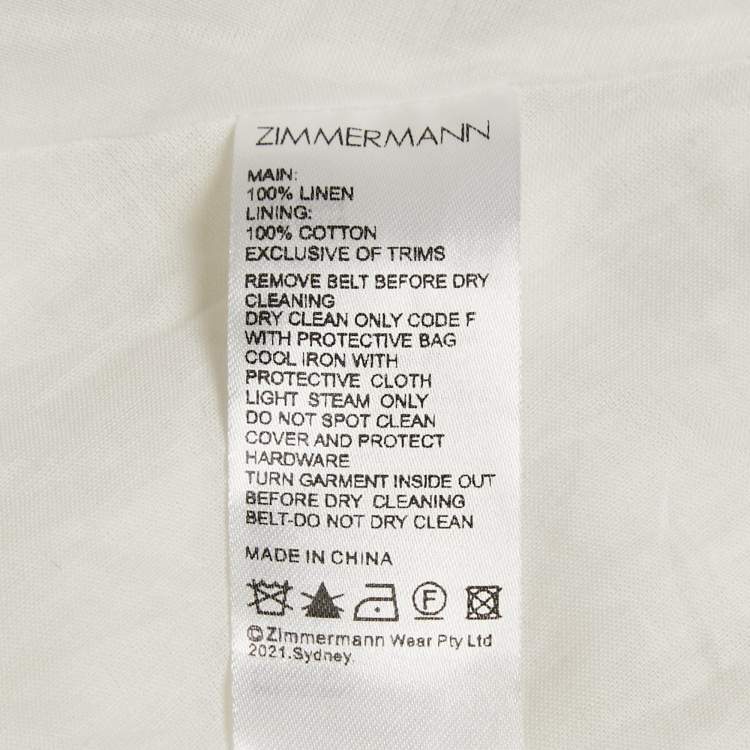 ZIMMERMANN
MAIN:
100% LINEN
LINING:
100% COTTON
EXCLUSIVE OF TRIMS
REMOVE BELT BEFORE DRY
CLEANING
DRY CLEAN ONLY CODE F
WITH PROTECTIVE BAG
COOL IRON WITH
PROTECTIVE CLOTH
LIGHT STEAM ONLY
DO NOT SPOT CLEAN
COVER AND PROTECT
HARDWARE
TURN GARMENT INSIDE OUT
BEFORE DRY CLEANING
BELT-DO NOT DRY CLEAN
MADE IN CHINA
F
©Zimmermann Wear Pty Ltd
2021.Sydney.